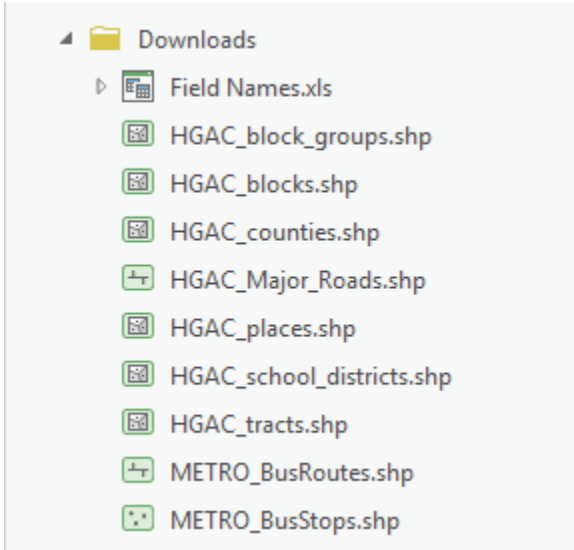 Downloads
Field Names.xls
HGAC_block_groups.shp
HGAC_blocks.shp
HGAC_counties.shp
HGAC_Major_Roads.shp
HGAC_places.shp
HGAC_school_districts.shp
HGAC_tracts.shp
METRO_BusRoutes.shp
METRO_BusStops.shp